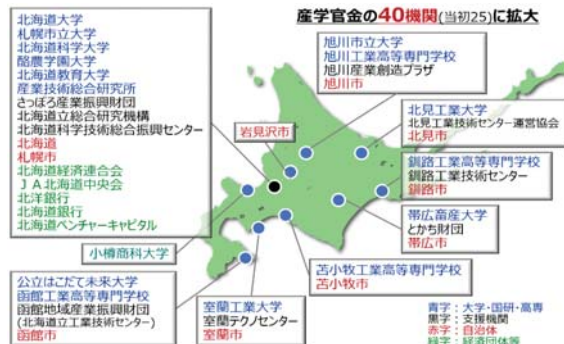 産学官金の40機関(当初25)に拡大
北海道大学
札幌市立大学
北海道科学大学
酪農学園大学
北海道教育大学
産業技術総合研究所
さっぽろ産業振興財団
北海道立総合研究機構
北海道科学技術総合振興センター
北海道
札幌市
北海道経済連合会
JA北海道中央会
北洋銀行
北海道銀行
北海道ベンチャーキャピタル
旭川市立大学
旭川工業高等専門学校
旭川産業創造プラザ
旭川市
岩見沢市
北見工業大学
北見工業技術センター運営協会
北見市
釧路工業高等専門学校
釧路工業技術センター
釧路市
帯広畜産大学
とかち財団
帯広市
小樽商科大学
苫小牧工業高等専門学校
苫小牧市
公立はこだて未来大学
函館工業高等専門学校
函館地域産業振興財団
(北海道立工業技術センター)
函館市
室蘭工業大学
室蘭テクノセンター
室蘭市
青字：大学・国研・高専
黒字：支援機関
赤字：自治体
緑字：経済団体等